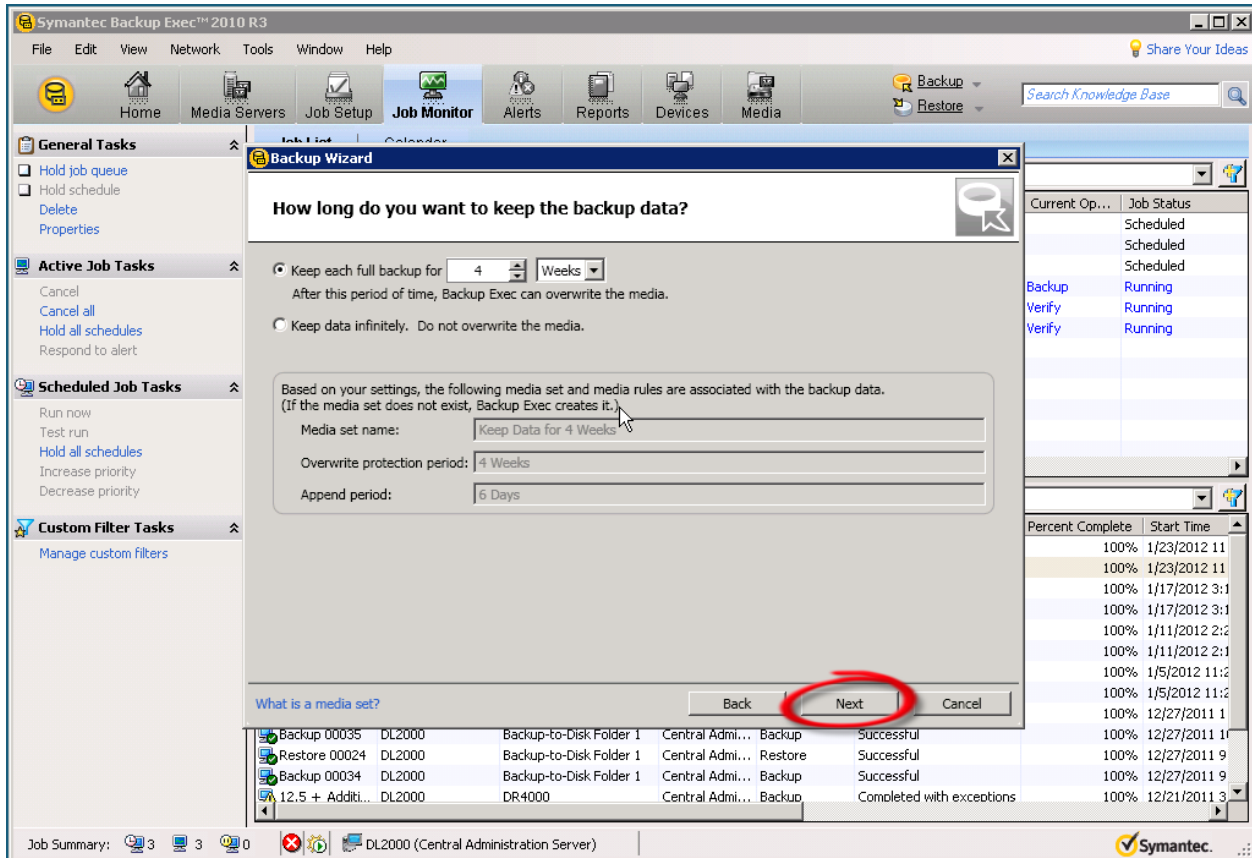 Symantec Backup Exec™ 2010 R3
File Edit View Network Tools Window Help
Share Your Ideas
Home Media Servers Job Setup Job Monitor Alerts Reports Devices Media
Backup
Restore
Search Knowledge Base
General Tasks
Hold job queue
Hold schedule
Delete
Properties
Active Job Tasks
Cancel
Cancel all
Hold all schedules
Respond to alert
Scheduled Job Tasks
Run now
Test run
Hold all schedules
Increase priority
Decrease priority
Custom Filter Tasks
Manage custom filters
Job List Calendar
Backup Wizard
How long do you want to keep the backup data?
Keep each full backup for 4 Weeks
After this period of time, Backup Exec can overwrite the media.
Keep data infinitely. Do not overwrite the media.
Based on your settings, the following media set and media rules are associated with the backup data.
(If the media set does not exist, Backup Exec creates it.)
Media set name: Keep Data for 4 Weeks
Overwrite protection period: 4 Weeks
Append period: 6 Days
What is a media set?
Back Next Cancel
Current Op... Job Status
Scheduled
Scheduled
Scheduled
Backup Running
Verify Running
Verify Running
Percent Complete Start Time
100% 1/23/2012 11
100% 1/23/2012 11
100% 1/17/2012 3:1
100% 1/17/2012 3:1
100% 1/11/2012 2:2
100% 1/11/2012 2:1
100% 1/5/2012 11:2
100% 1/5/2012 11:2
100% 12/27/2011 1
Backup 00035 DL2000 Backup-to-Disk Folder 1 Central Admi... Backup Successful 100% 12/27/2011 1
Restore 00024 DL2000 Backup-to-Disk Folder 1 Central Admi... Restore Successful 100% 12/27/2011 9
Backup 00034 DL2000 Backup-to-Disk Folder 1 Central Admi... Backup Successful 100% 12/27/2011 9
12.5 + Additi... DL2000 DR4000 Central Admi... Backup Completed with exceptions 100% 12/21/2011 3
Job Summary: 3 3 0 DL2000 (Central Administration Server)
Symantec.